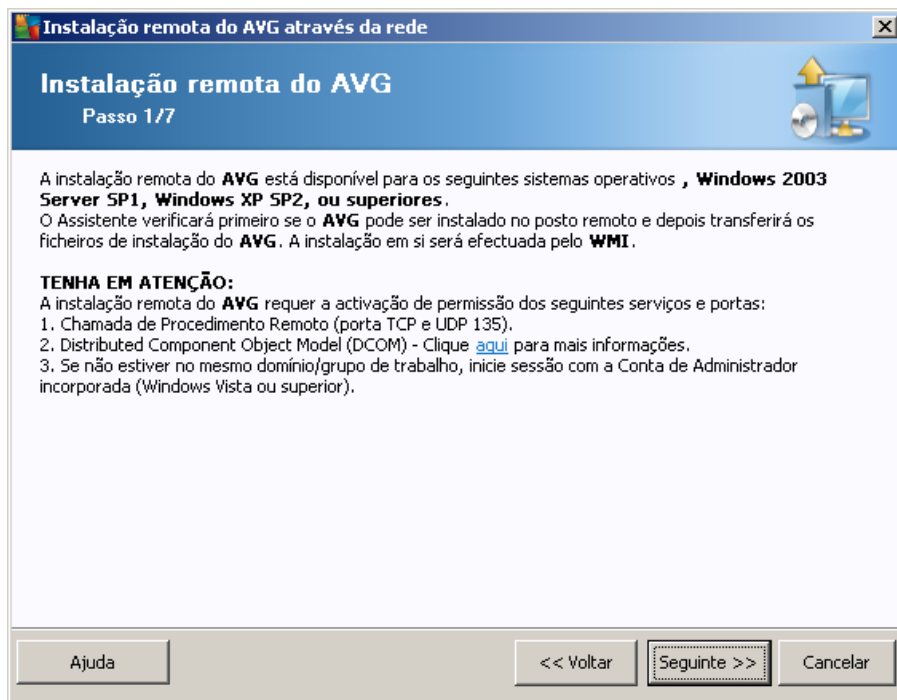 Instalação remota do AVG através da rede
Instalação remota do AVG
Passo 1/7
A instalação remota do AVG está disponível para os seguintes sistemas operativos , Windows 2003
Server SP1, Windows XP SP2, ou superiores.
O Assistente verificará primeiro se o AVG pode ser instalado no posto remoto e depois transferirá os
ficheiros de instalação do AVG. A instalação em si será efectuada pelo WMI.
TENHA EM ATENÇÃO:
A instalação remota do AVG requer a activação de permissão dos seguintes serviços e portas:
1. Chamada de Procedimento Remoto (porta TCP e UDP 135).
2. Distributed Component Object Model (DCOM) - Clique aqui para mais informações.
3. Se não estiver no mesmo domínio/grupo de trabalho, inicie sessão com a Conta de Administrador
incorporada (Windows Vista ou superior).
Ajuda
<< Voltar
Seguinte >>
Cancelar